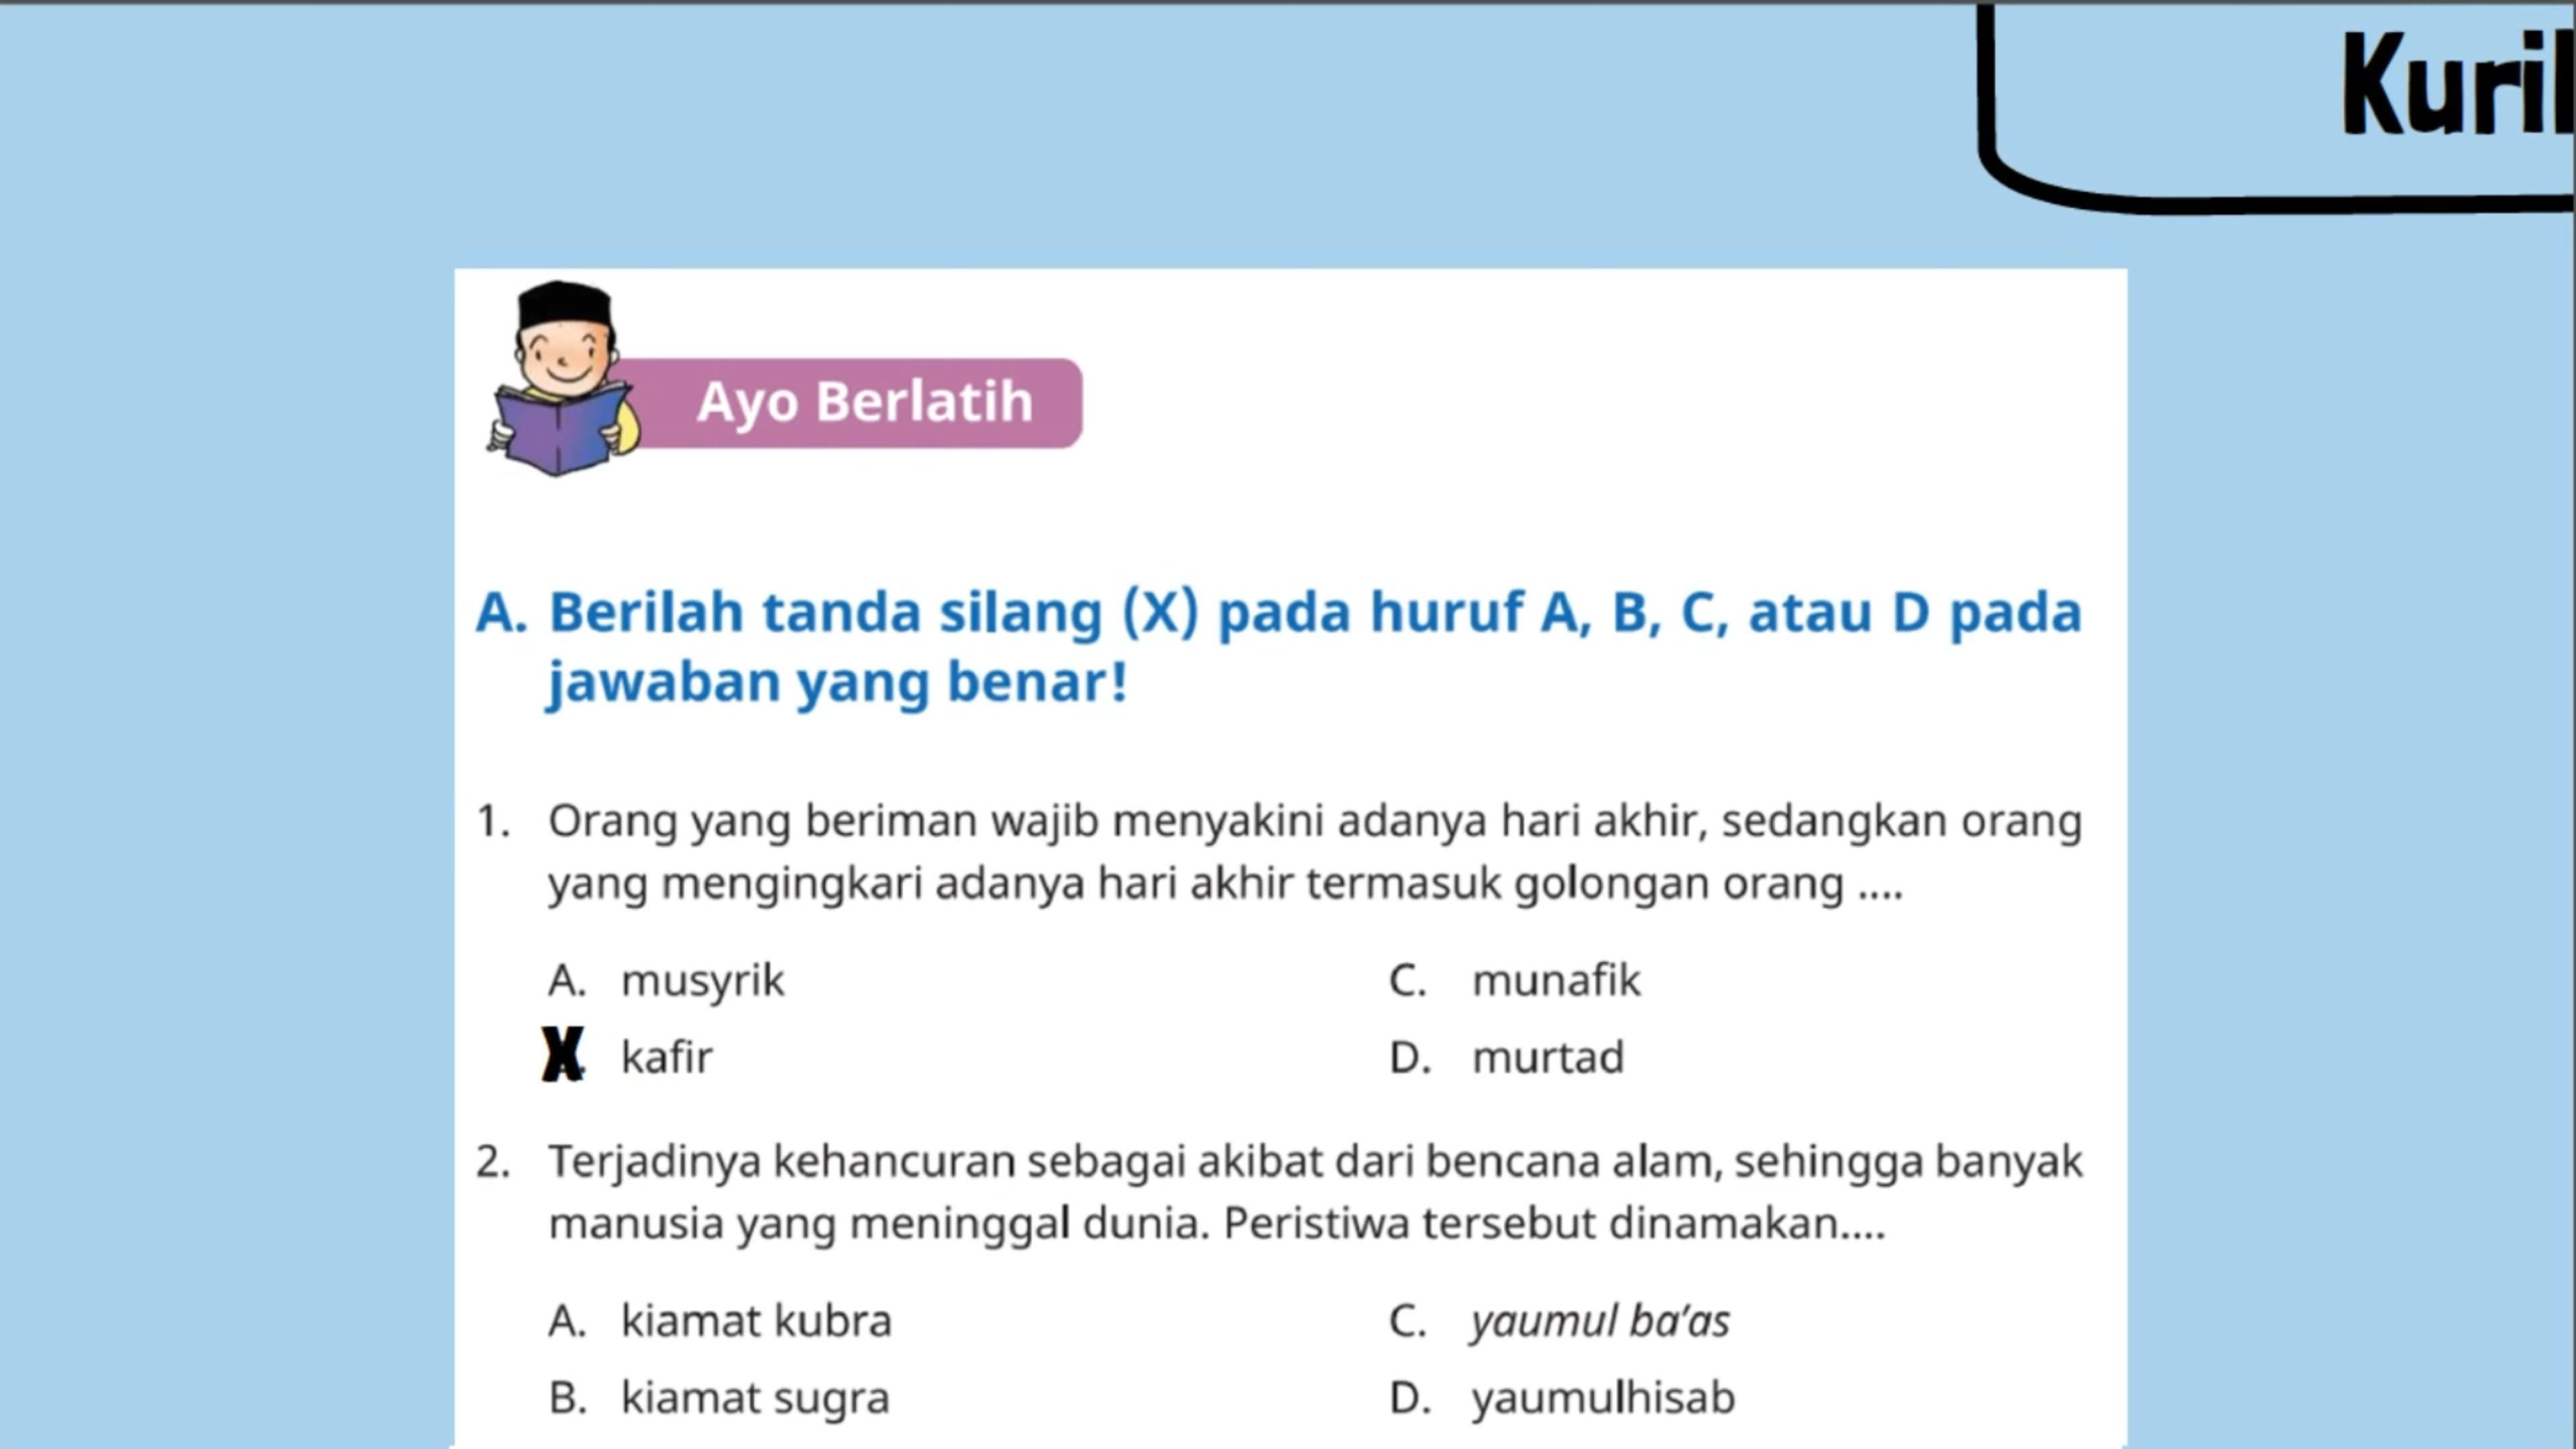 Ayo Berlatih
A. Berilah tanda silang (X) pada huruf A, B, C, atau D pada
jawaban yang benar!
1. Orang yang beriman wajib menyakini adanya hari akhir, sedangkan orang
yang mengingkari adanya hari akhir termasuk golongan orang ....
A. musyrik
X kafir
C. munafik
D. murtad
2. Terjadinya kehancuran sebagai akibat dari bencana alam, sehingga banyak
manusia yang meninggal dunia. Peristiwa tersebut dinamakan....
A. kiamat kubra
B. kiamat sugra
C. yaumul ba’as
D. yaumulhisab